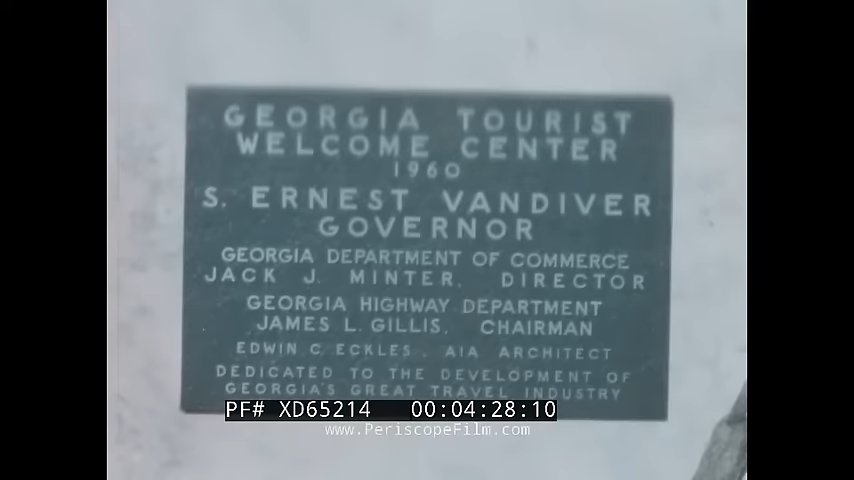 GEORGIA TOURIST
WELCOME CENTER
1960
S. ERNEST VANDIVER
GOVERNOR
GEORGIA DEPARTMENT OF COMMERCE
JACK J. MINTER, DIRECTOR
GEORGIA HIGHWAY DEPARTMENT
JAMES L. GILLIS, CHAIRMAN
EDWIN C. ECKLES, AIA ARCHITECT
DEDICATED TO THE DEVELOPMENT OF
GEORGIA'S GREAT TRAVEL INDUSTRY
PF# XD65214 00:04:28:10
www.PeriscopeFilm.com